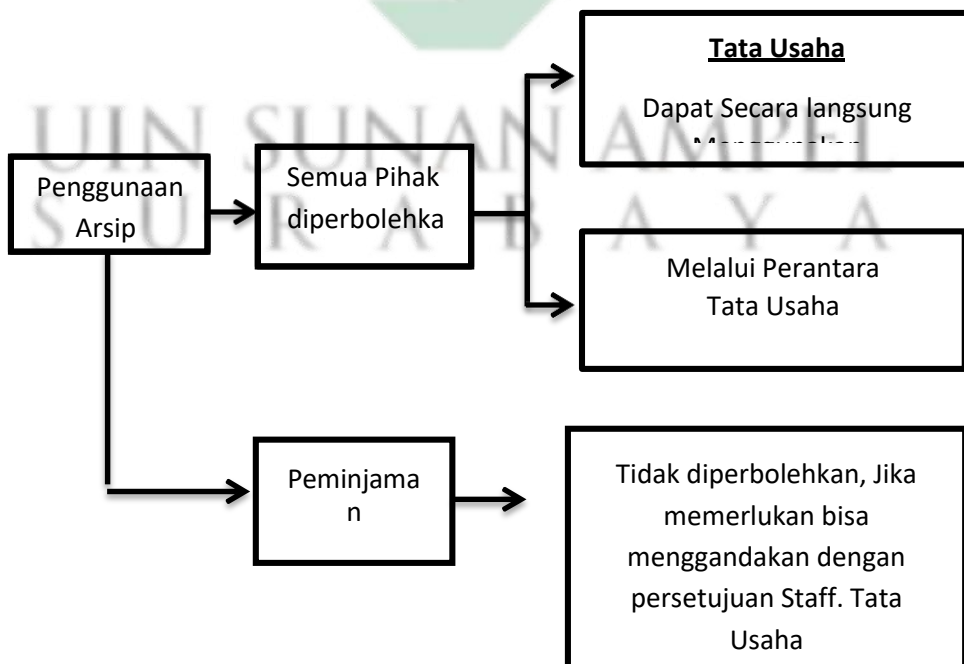 UIN SUNAN AMPEL
SURABAYA
Penggunaan
Arsip
Semua Pihak
diperbolehka
Tata Usaha
Dapat Secara langsung
Melalui Perantara
Tata Usaha
Peminjama
n
Tidak diperbolehkan, Jika
memerlukan bisa
menggandakan dengan
persetujuan Staff. Tata
Usaha